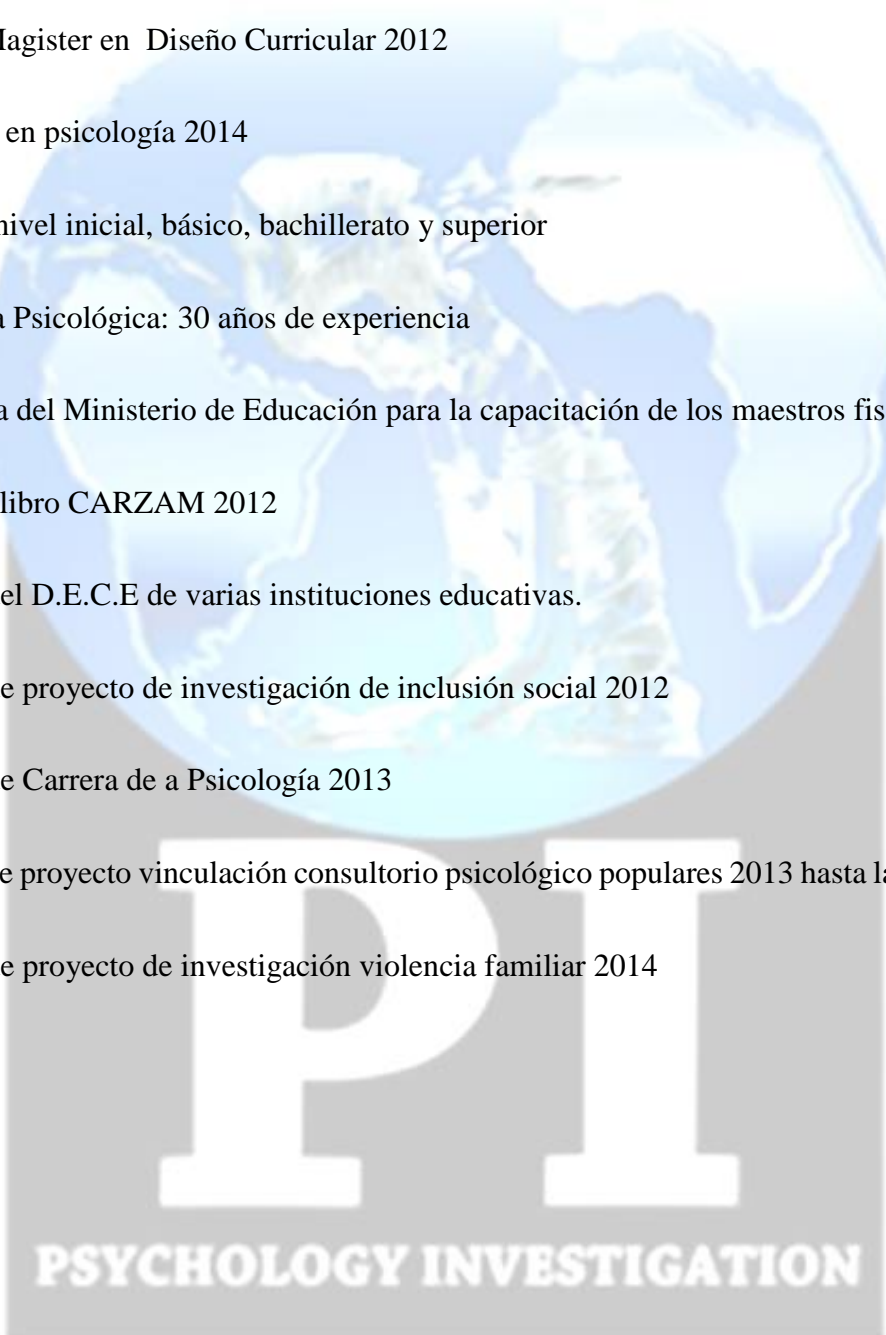 Magister en Diseño Curricular 2012
en psicología 2014
nivel inicial, básico, bachillerato y superior
Psicológica: 30 años de experiencia
del Ministerio de Educación para la capacitación de los maestros
libro CARZAM 2012
el D.E.C.E de varias instituciones educativas.
e proyecto de investigación de inclusión social 2012
e Carrera de a Psicología 2013
e proyecto vinculación consultorio psicológico populares 2013 hasta
e proyecto de investigación violencia familiar 2014
PI
PSYCHOLOGY INVESTIGATION